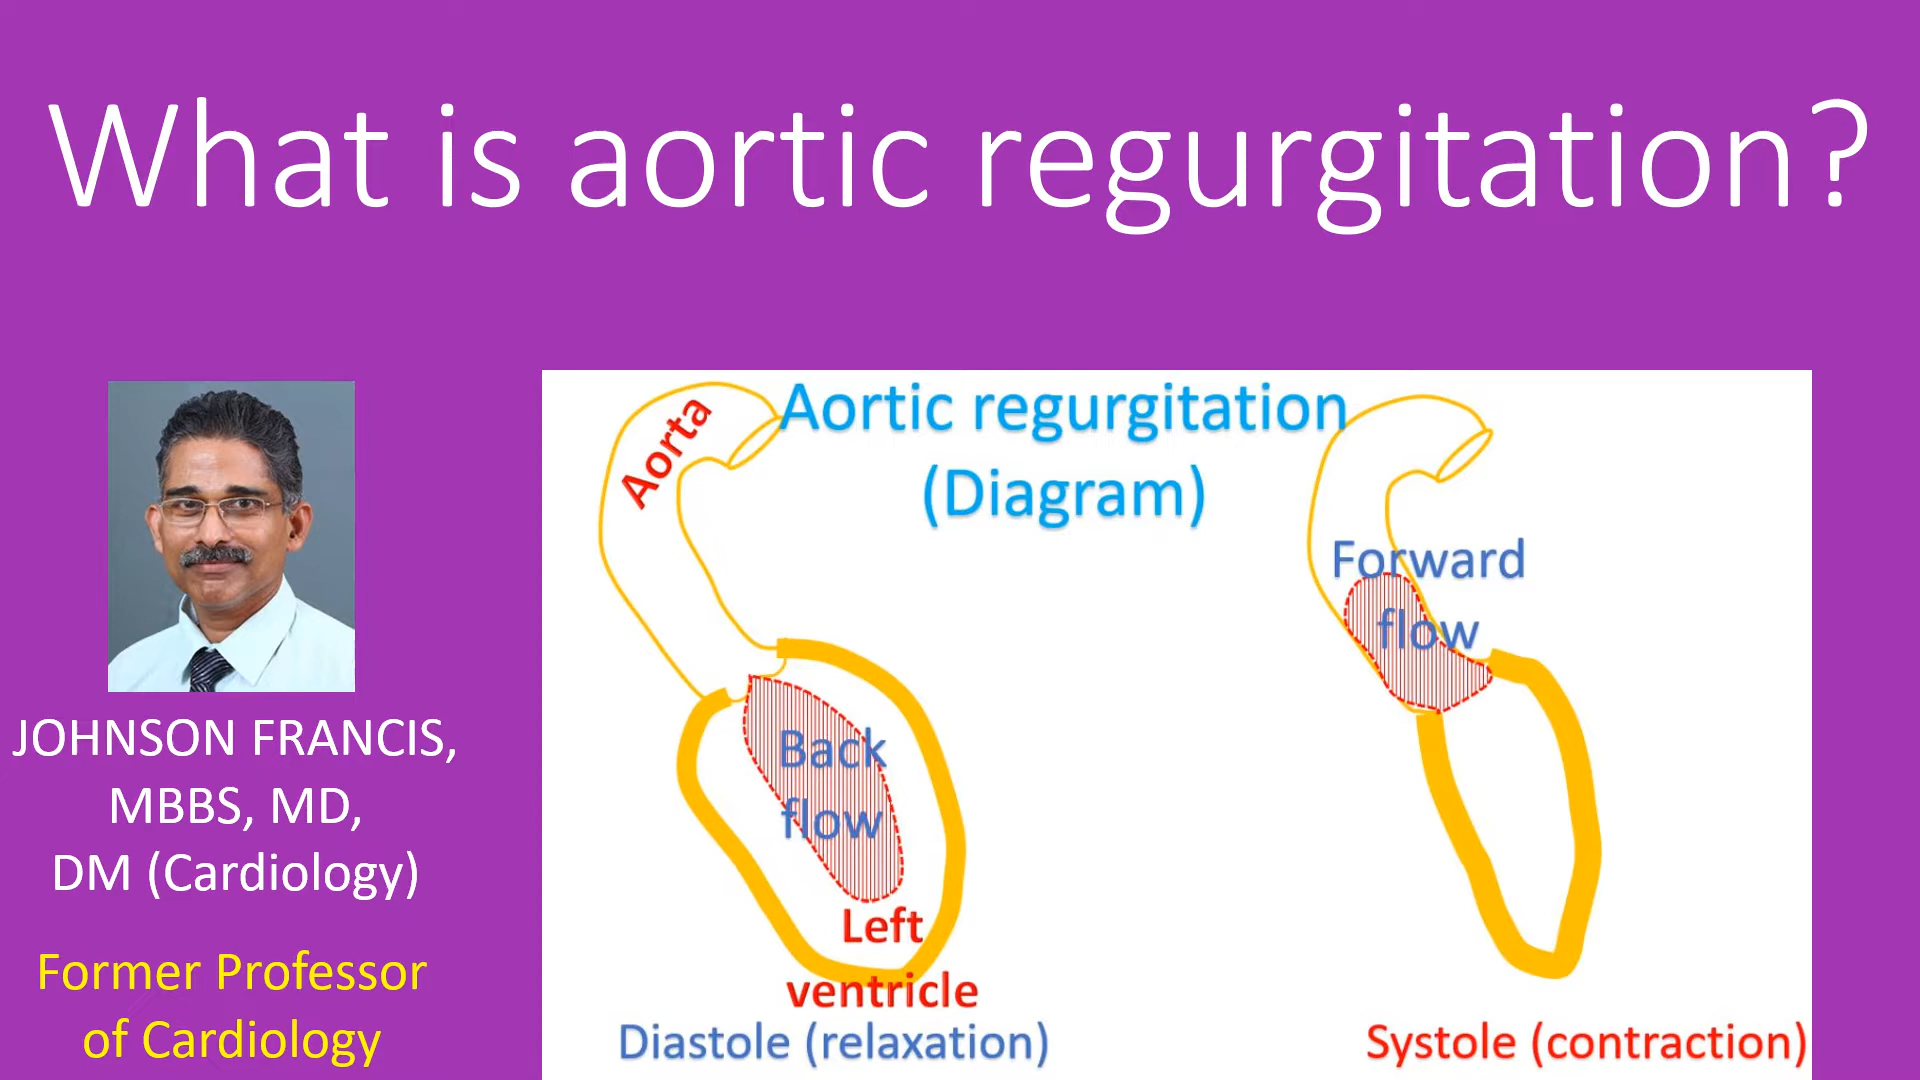 What is aortic regurgitation?
JOHNSON FRANCIS,
MBBS, MD,
DM (Cardiology)
Former Professor
of Cardiology
Aortic regurgitation
(Diagram)
Aorta
Back
flow
Left
ventricle
Diastole (relaxation)
Forward
flow
Systole (contraction)